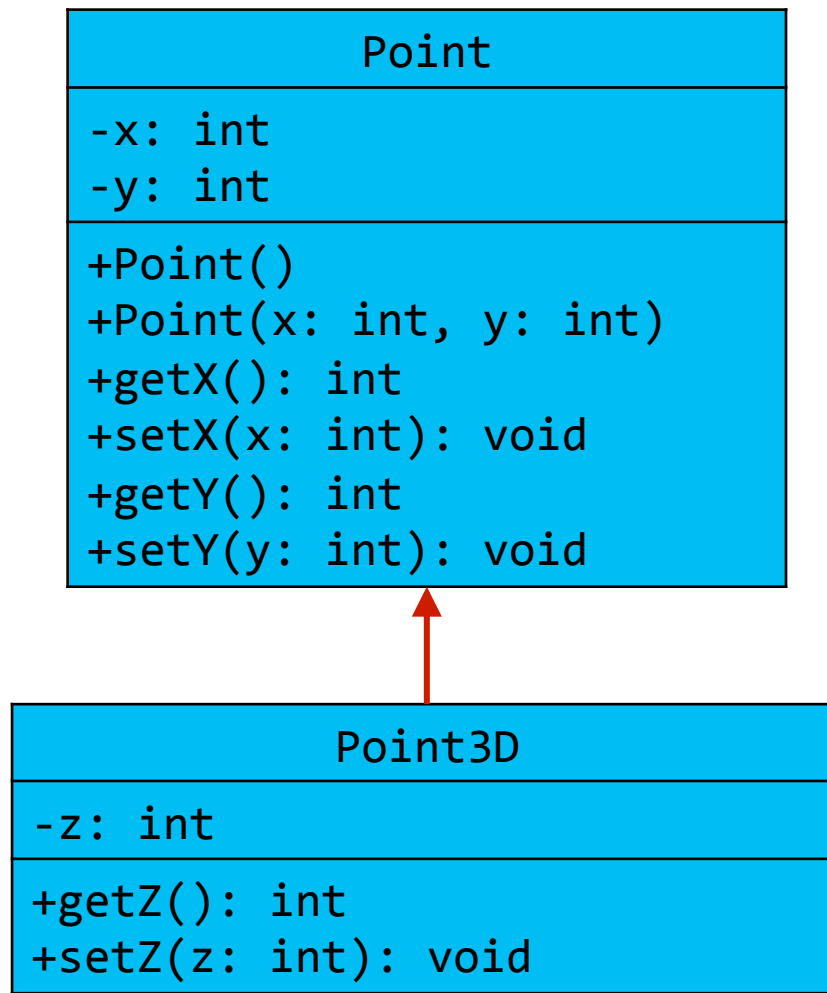 Point
-x: int
-y: int
+Point()
+Point(x: int, y: int)
+getX(): int
+setX(x: int): void
+getY(): int
+setY(y: int): void
Point3D
-z: int
+getZ(): int
+setZ(z: int): void